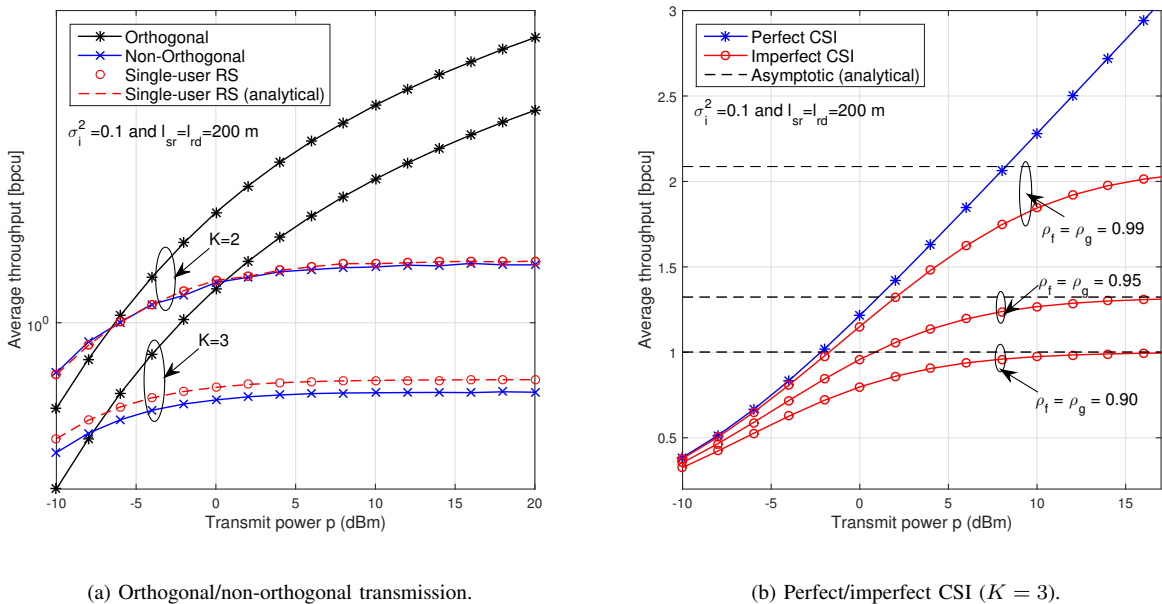 Orthogonal
Non-Orthogonal
Single-user RS
Single-user RS (analytical)
σ_i^2 =0.1 and l_sr=l_rd=200 m
K=2
K=3
10^0
Average throughput [bpcu]
-10 -5 0 5 10 15 20
Transmit power p (dBm)
(a) Orthogonal/non-orthogonal transmission.
Perfect CSI
Imperfect CSI
Asymptotic (analytical)
σ_i^2 =0.1 and l_sr=l_rd=200 m
ρ_f = ρ_g = 0.99
ρ_f = ρ_g = 0.95
ρ_f = ρ_g = 0.90
3
2.5
2
1.5
1
0.5
Average throughput [bpcu]
-10 -5 0 5 10 15
Transmit power p (dBm)
(b) Perfect/imperfect CSI (K = 3).